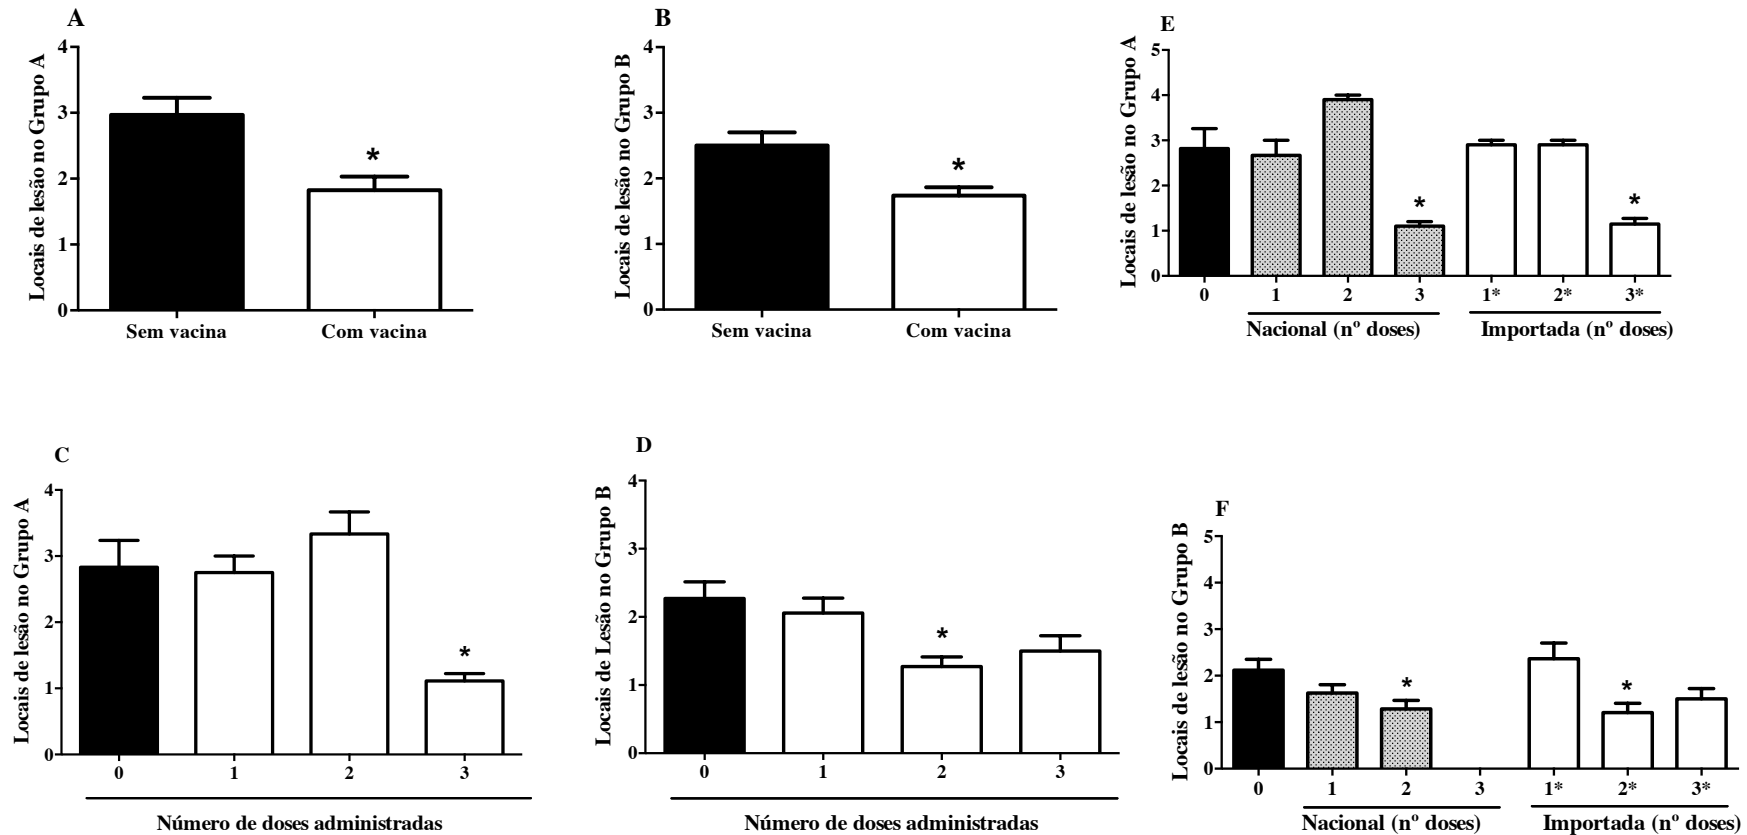 A
Locais de lesão no Grupo A
4
3
2
1
0
*
Sem vacina
Com vacina
B
Locais de lesão no Grupo B
4
3
2
1
0
*
Sem vacina
Com vacina
E
Locais de lesão no Grupo A
5
4
3
2
1
0
* *
0 1 2 3 1* 2* 3*
Nacional (nº doses) Importada (nº doses)
C
Locais de lesão no Grupo A
4
3
2
1
0
*
0 1 2 3
Número de doses administradas
D
Locais de Lesão no Grupo B
4
3
2
1
0
*
0 1 2 3
Número de doses administradas
F
Locais de lesão no Grupo B
5
4
3
2
1
0
* *
0 1 2 3 1* 2* 3*
Nacional (nº doses) Importada (nº doses)